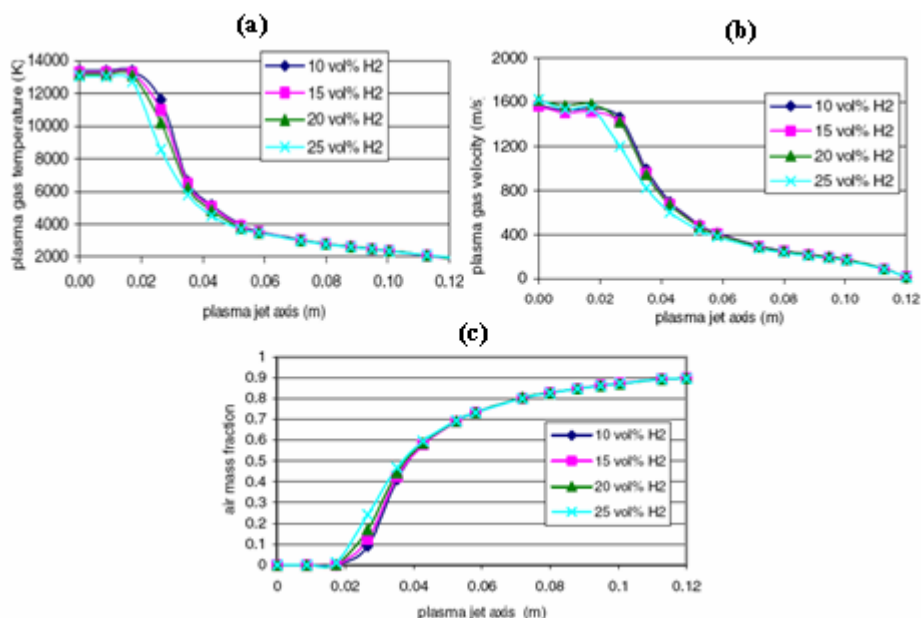 (a)
plasma gas temperature (K)
14000
12000
10000
8000
6000
4000
2000
0.00 0.02 0.04 0.06 0.08 0.10 0.12
plasma jet axis (m)
10 vol% H2
15 vol% H2
20 vol% H2
25 vol% H2
(b)
plasma gas velocity (m/s)
2000
1600
1200
800
400
0
0.00 0.02 0.04 0.06 0.08 0.10 0.12
plasma jet axis (m)
10 vol% H2
15 vol% H2
20 vol% H2
25 vol% H2
(c)
air mass fraction
1
0.9
0.8
0.7
0.6
0.5
0.4
0.3
0.2
0.1
0
0 0.02 0.04 0.06 0.08 0.1 0.12
plasma jet axis (m)
10 vol% H2
15 vol% H2
20 vol% H2
25 vol% H2